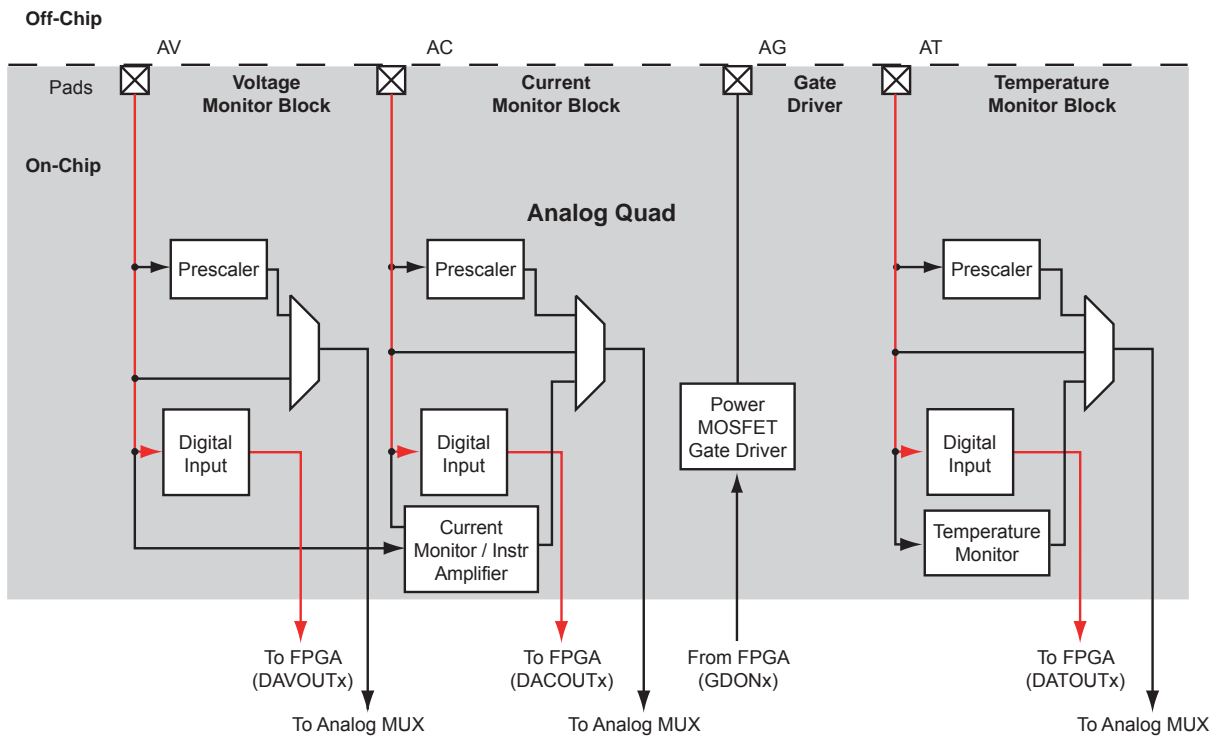 Off-Chip
AV
AC
AG
AT
Pads
Voltage
Monitor Block
Current
Monitor Block
Gate
Driver
Temperature
Monitor Block
On-Chip
Analog Quad
Prescaler
Prescaler
Prescaler
Power
MOSFET
Gate Driver
Digital
Input
Digital
Input
Digital
Input
Current
Monitor / Instr
Amplifier
Temperature
Monitor
To FPGA
(DAVOUTx)
To FPGA
(DACOUTx)
From FPGA
(GDONx)
To FPGA
(DATOUTx)
To Analog MUX
To Analog MUX
To Analog MUX